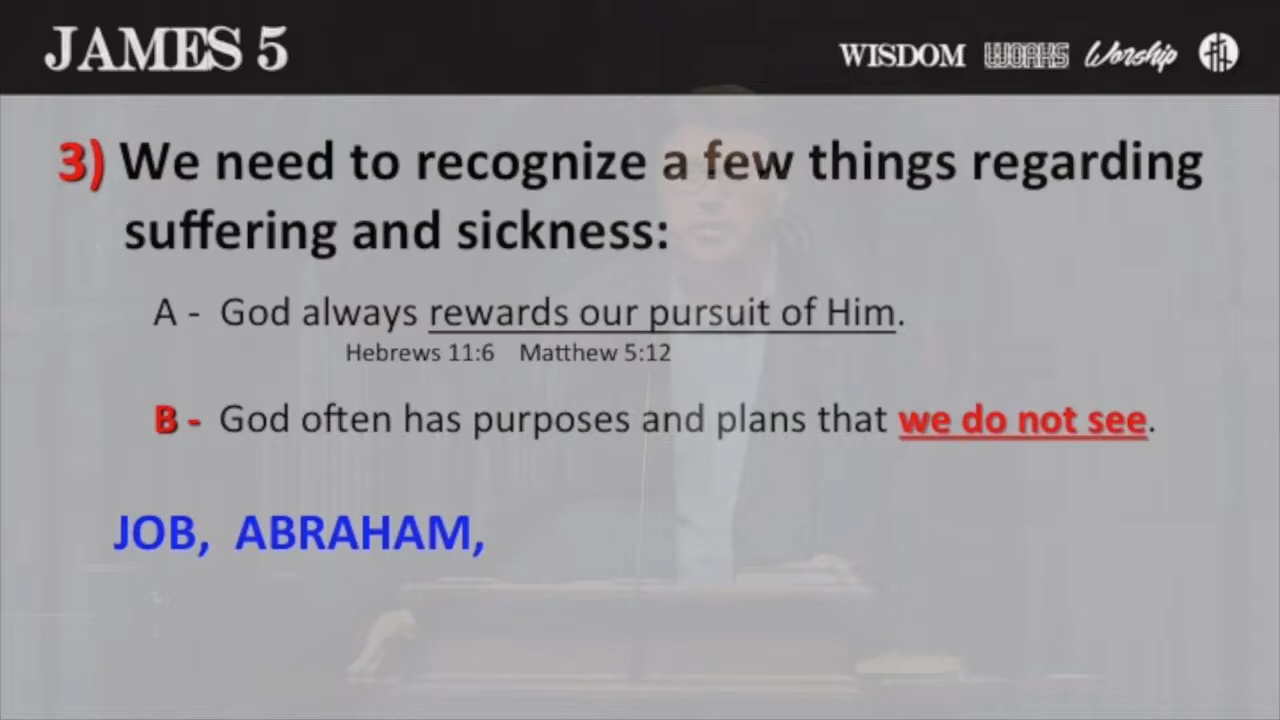 JAMES 5
WISDOM WORKS Worship
3) We need to recognize a few things regarding
suffering and sickness:
A - God always rewards our pursuit of Him.
Hebrews 11:6 Matthew 5:12
B - God often has purposes and plans that we do not see.
JOB, ABRAHAM,